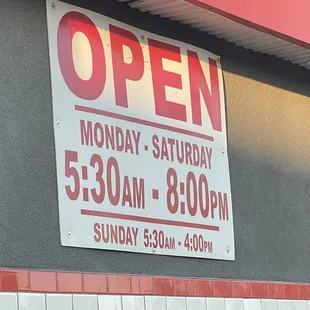 OPEN
MONDAY - SATURDAY
5:30AM - 8:00PM
SUNDAY 5:30AM - 4:00PM